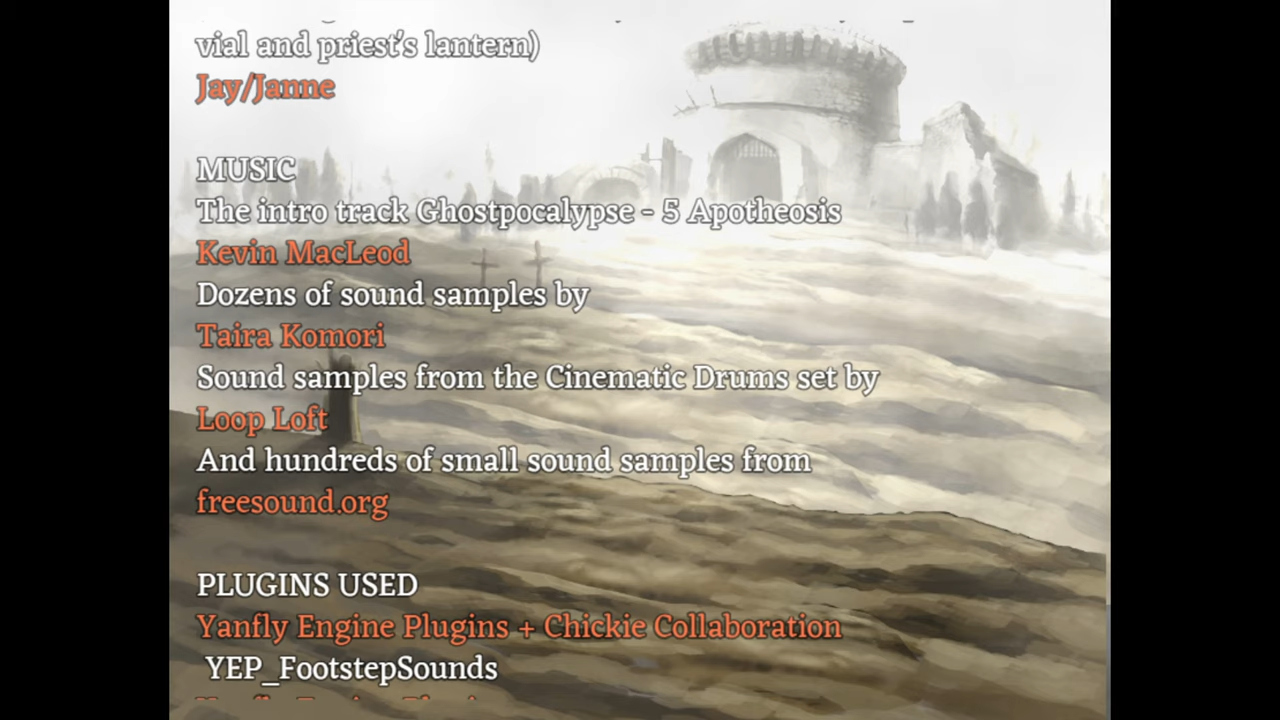 vial and priest's lantern)
Jay/Janne
MUSIC
The intro track Ghostpocalypse - 5 Apotheosis
Kevin MacLeod
Dozens of sound samples by
Taira Komori
Sound samples from the Cinematic Drums set by
Loop Loft
And hundreds of small sound samples from
freesound.org
PLUGINS USED
Yanfly Engine Plugins + Chickie Collaboration
YEP_FootstepSounds